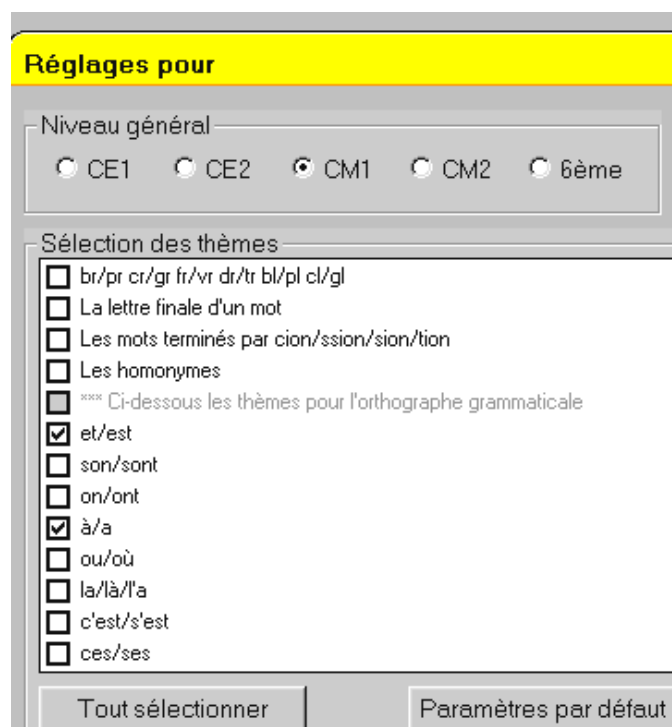 Réglages pour
Niveau général
CE1 CE2 CM1 CM2 6ème
Sélection des thèmes
br/pr cr/gr fr/vr dr/tr bl/pl cl/gl
La lettre finale d'un mot
Les mots terminés par cion/ssion/sion/tion
Les homonymes
*** Ci-dessous les thèmes pour l'orthographe grammaticale
et/est
son/sont
on/ont
à/a
ou/où
la/là/l'a
c'est/s'est
ces/ses
Tout sélectionner Paramètres par défaut